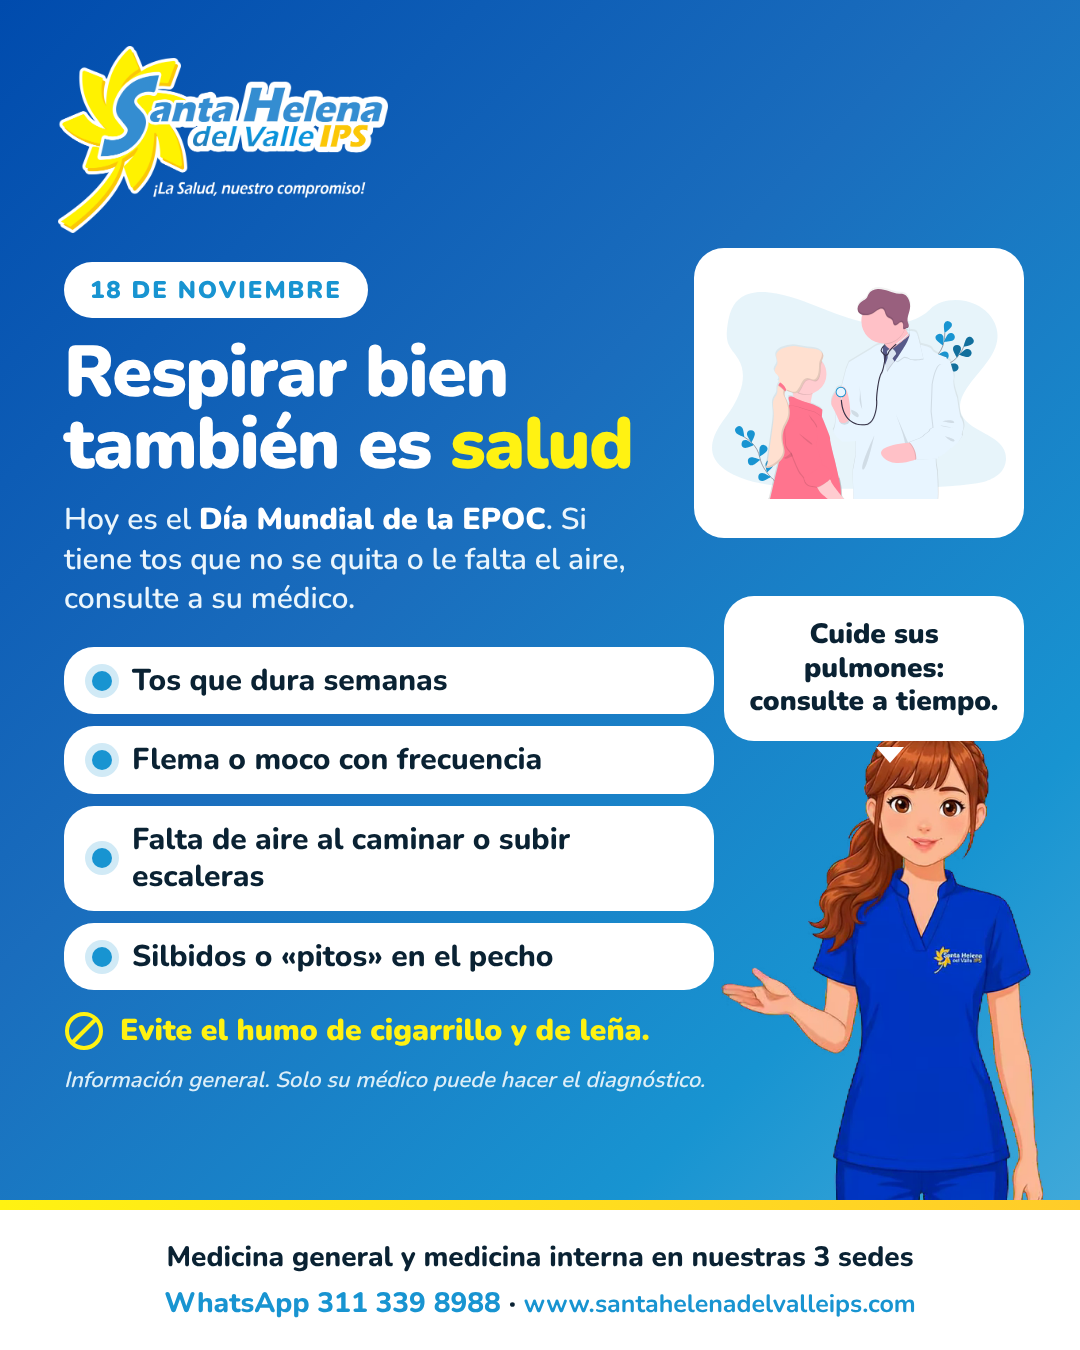 Santa Helena
del Valle IPS
¡La Salud, nuestro compromiso!
18 DE NOVIEMBRE
Respirar bien
también es salud
Hoy es el Día Mundial de la EPOC. Si
tiene tos que no se quita o le falta el aire,
consulte a su médico.
Tos que dura semanas
Flema o moco con frecuencia
Falta de aire al caminar o subir
escaleras
Silbidos o «pitos» en el pecho
Evite el humo de cigarrillo y de leña.
Información general. Solo su médico puede hacer el diagnóstico.
Cuide sus
pulmones:
consulte a tiempo.
Santa Helena
del Valle IPS
Medicina general y medicina interna en nuestras 3 sedes
WhatsApp 311 339 8988 · www.santahelenadelvalleips.com